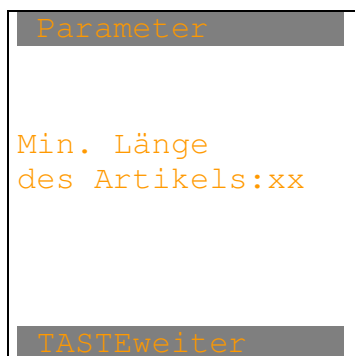 Parameter
Min. Länge
des Artikels:xx
TASTEweiter